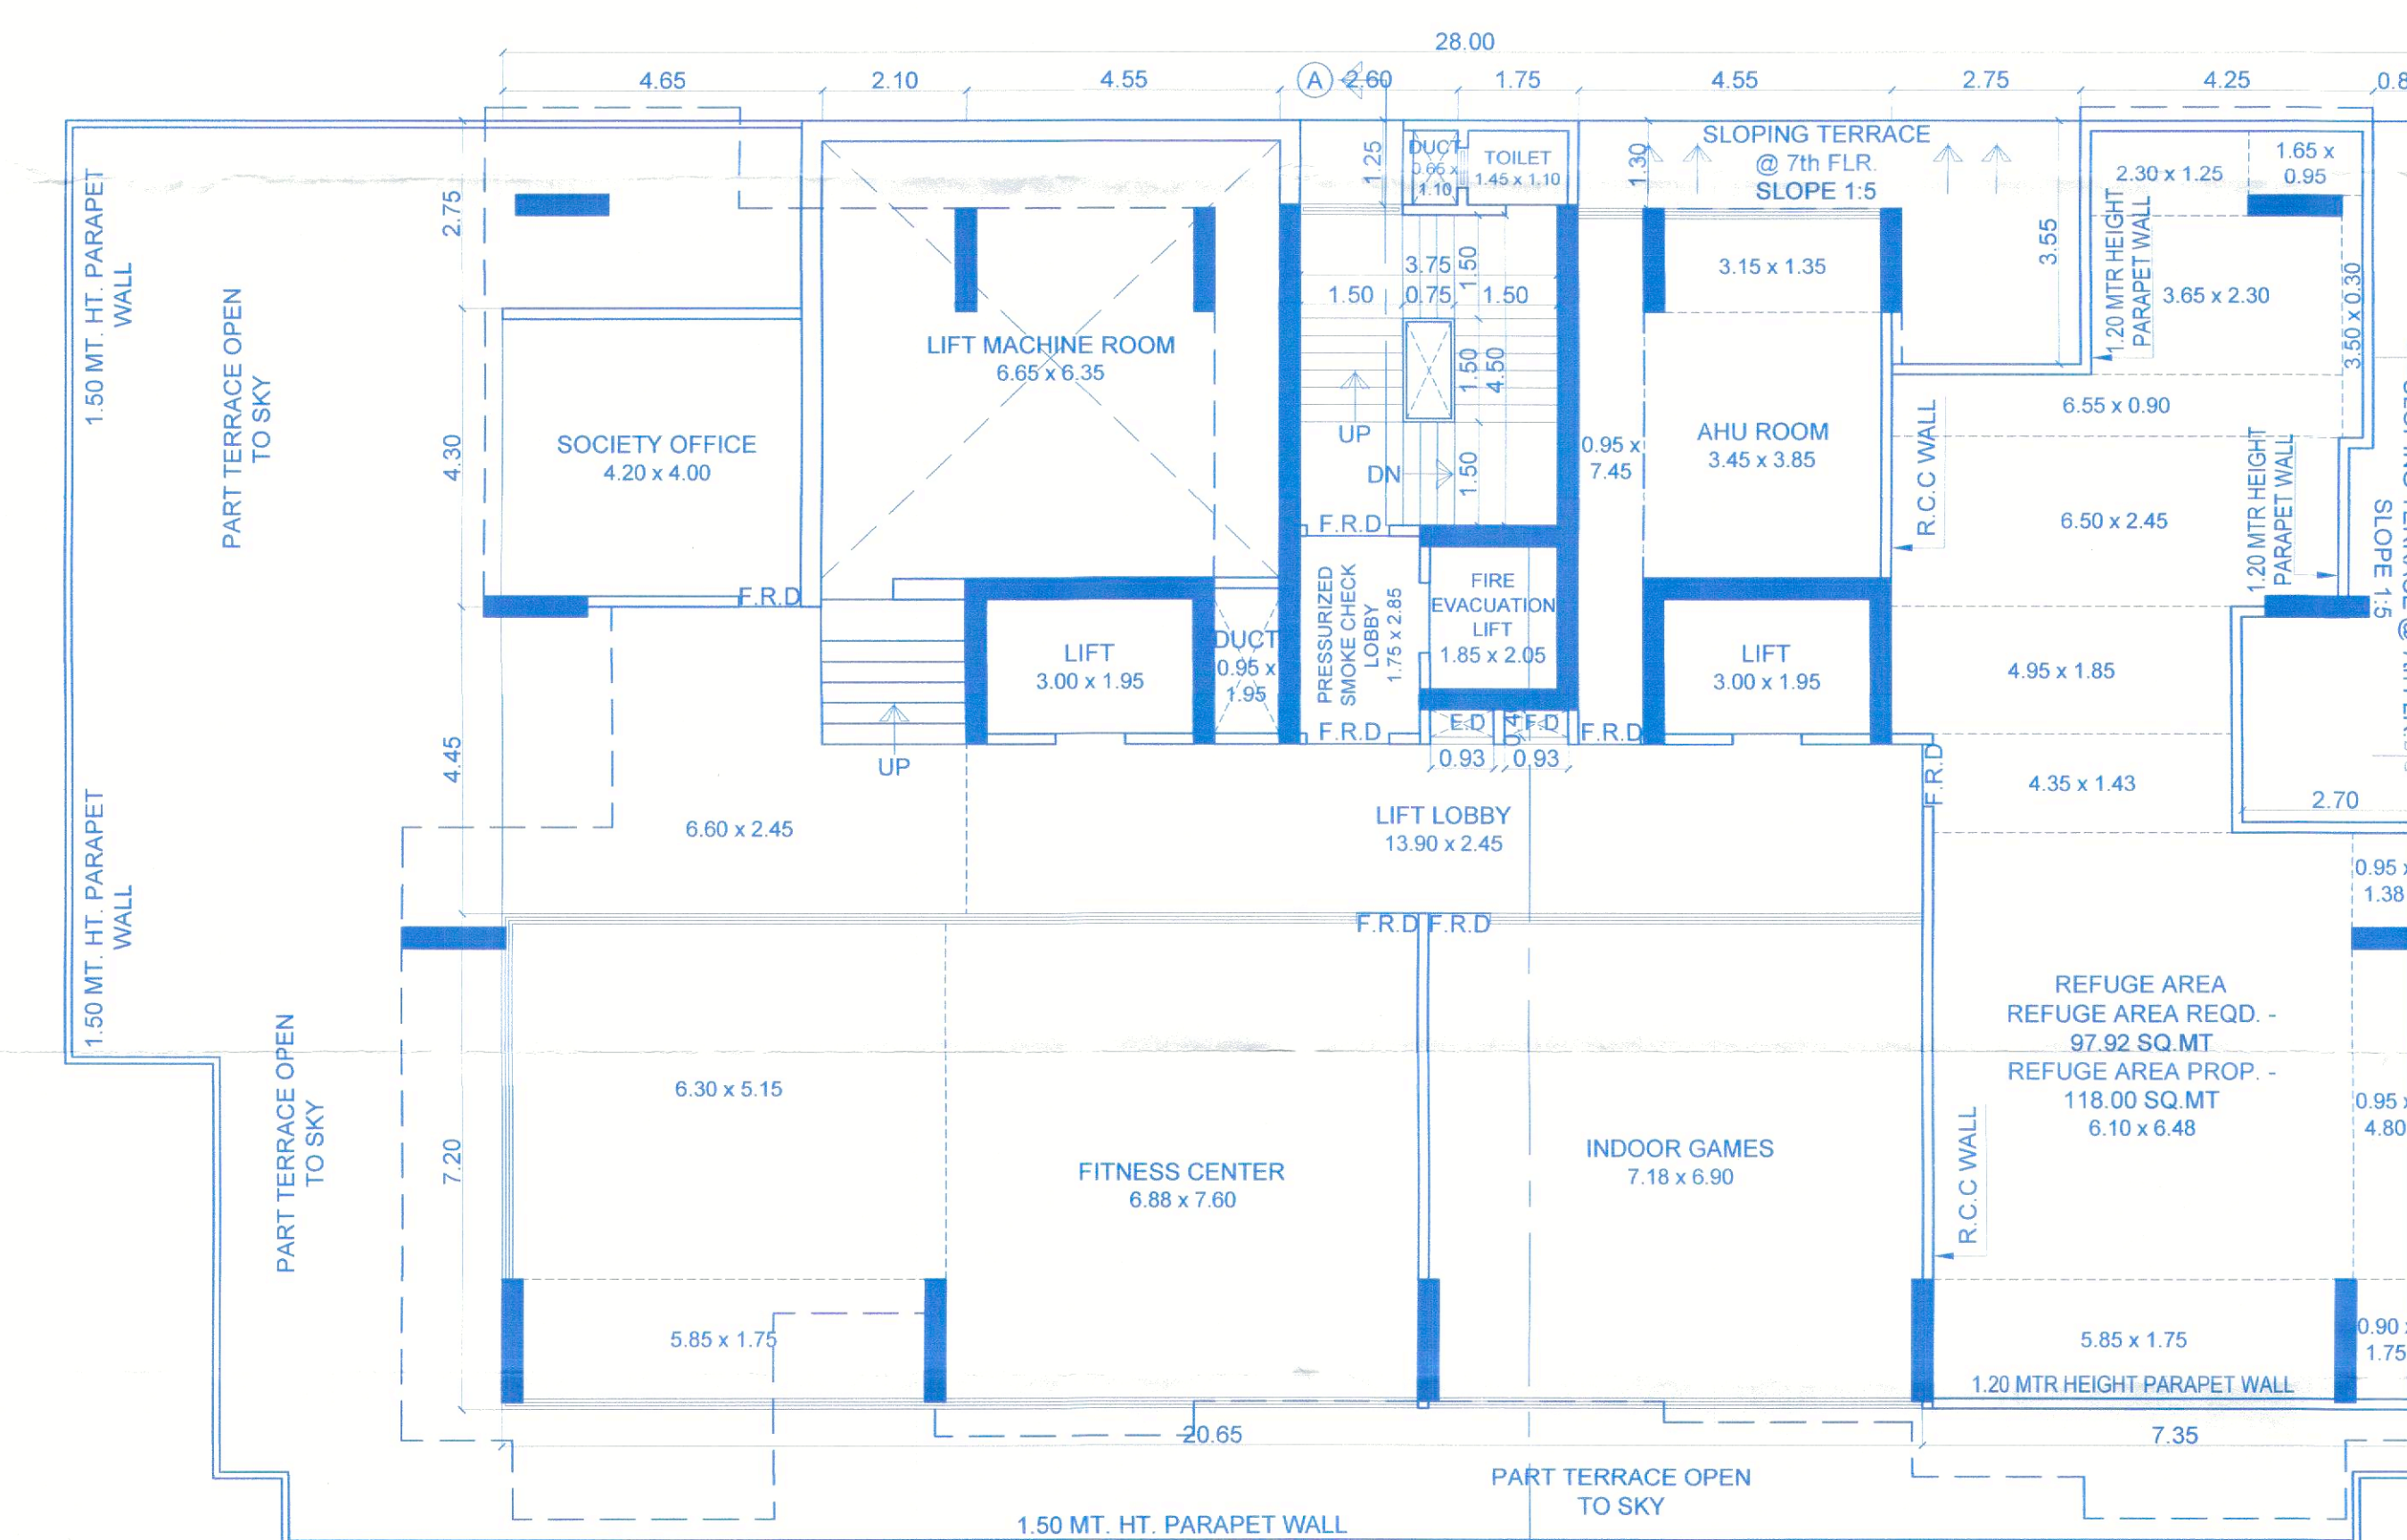 28.00
4.65
2.10
4.55
A
2.60
1.75
4.55
2.75
4.25
1.50 MT. HT. PARAPET
WALL
PART TERRACE OPEN
TO SKY
2.75
4.30
4.45
7.20
SOCIETY OFFICE
4.20 x 4.00
F.R.D
LIFT MACHINE ROOM
6.65 x 6.35
1.25
DUCT
0.66 x
1.10
TOILET
1.45 x 1.10
3.75
1.50
1.50
0.75
1.50
1.50
4.50
UP
DN
1.50
F.R.D
1.30
SLOPING TERRACE
@ 7th FLR.
SLOPE 1:5
3.15 x 1.35
3.55
0.95 x
7.45
AHU ROOM
3.45 x 3.85
R.C.C WALL
1.20 MTR HEIGHT
PARAPET WALL
2.30 x 1.25
1.65 x
0.95
3.65 x 2.30
3.50 x 0.30
6.55 x 0.90
6.50 x 2.45
1.20 MTR HEIGHT
PARAPET WALL
SLOPE 1:5
UP
LIFT
3.00 x 1.95
DUCT
0.95 x
1.95
PRESSURIZED
SMOKE CHECK
LOBBY
1.75 x 2.85
F.R.D
FIRE
EVACUATION
LIFT
1.85 x 2.05
E.D
F.D
0.93
0.93
F.R.D
LIFT
3.00 x 1.95
F.R.D
4.95 x 1.85
4.35 x 1.43
2.70
6.60 x 2.45
LIFT LOBBY
13.90 x 2.45
0.95 x
1.38
1.50 MT. HT. PARAPET
WALL
PART TERRACE OPEN
TO SKY
F.R.D
F.R.D
6.30 x 5.15
5.85 x 1.75
FITNESS CENTER
6.88 x 7.60
INDOOR GAMES
7.18 x 6.90
R.C.C WALL
REFUGE AREA
REFUGE AREA REQD. -
97.92 SQ.MT
REFUGE AREA PROP. -
118.00 SQ.MT
6.10 x 6.48
0.95 x
4.80
5.85 x 1.75
0.90
1.75
1.20 MTR HEIGHT PARAPET WALL
20.65
7.35
PART TERRACE OPEN
TO SKY
1.50 MT. HT. PARAPET WALL